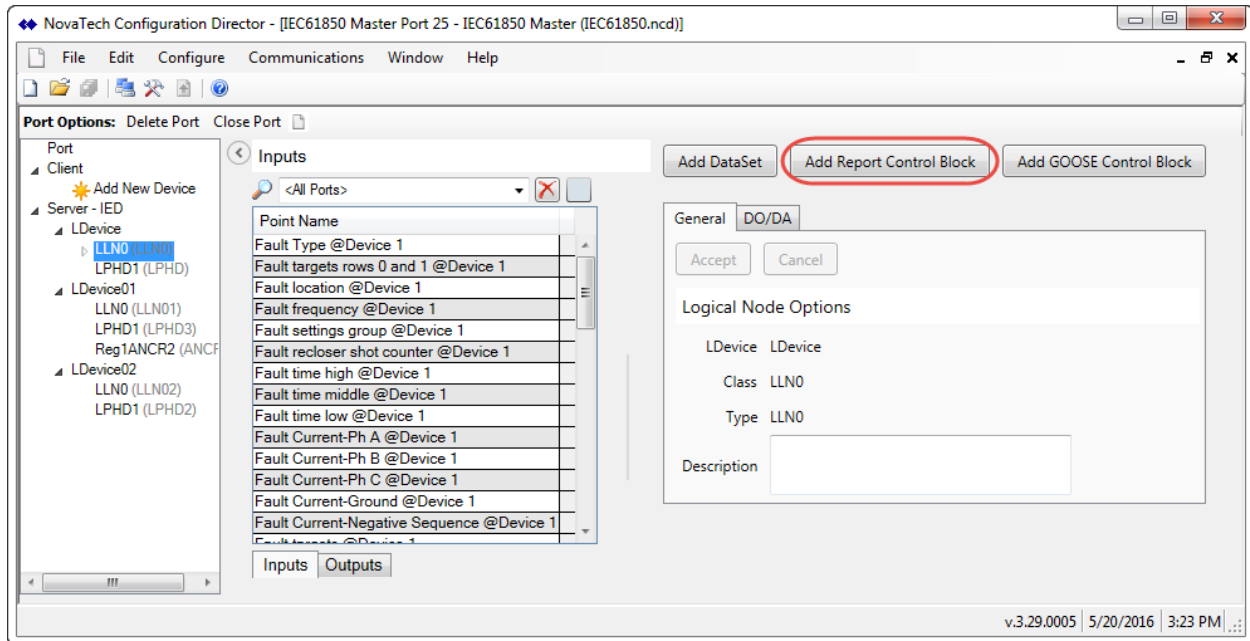 NovaTech Configuration Director - [IEC61850 Master Port 25 - IEC61850 Master (IEC61850.ncd)]
File Edit Configure Communications Window Help
Port Options: Delete Port Close Port
Port
Client
Add New Device
Server - IED
LDevice
LLN0 (LLN0)
LPHD1 (LPHD)
LDevice01
LLN0 (LLN01)
LPHD1 (LPHD3)
Reg1ANCR2 (ANCF
LDevice02
LLN0 (LLN02)
LPHD1 (LPHD2)
Inputs
<All Ports>
Point Name
Fault Type @Device 1
Fault targets rows 0 and 1 @Device 1
Fault location @Device 1
Fault frequency @Device 1
Fault settings group @Device 1
Fault recloser shot counter @Device 1
Fault time high @Device 1
Fault time middle @Device 1
Fault time low @Device 1
Fault Current-Ph A @Device 1
Fault Current-Ph B @Device 1
Fault Current-Ph C @Device 1
Fault Current-Ground @Device 1
Fault Current-Negative Sequence @Device 1
Fault targets @Device 1
Inputs Outputs
Add DataSet Add Report Control Block Add GOOSE Control Block
General DO/DA
Accept Cancel
Logical Node Options
LDevice LDevice
Class LLN0
Type LLN0
Description
v.3.29.0005 5/20/2016 3:23 PM